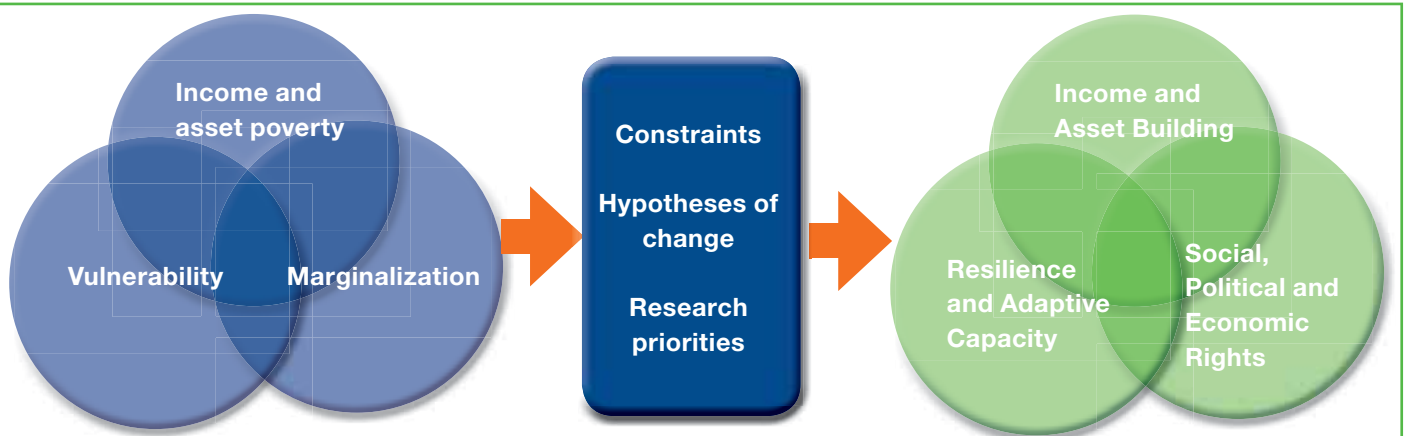 Income and
asset poverty
Vulnerability
Marginalization
Constraints
Hypotheses of
change
Research
priorities
Income and
Asset Building
Resilience
and Adaptive
Capacity
Social,
Political and
Economic
Rights